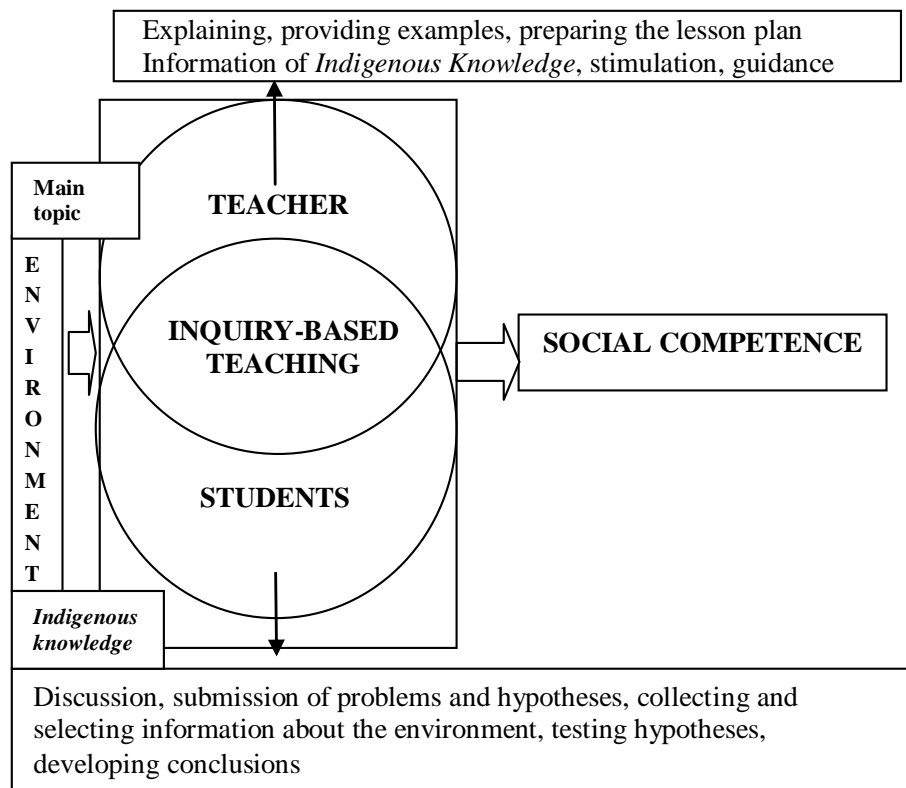 Explaining, providing examples, preparing the lesson plan
Information of Indigenous Knowledge, stimulation, guidance
Main
topic
TEACHER
E
N
V
I
R
O
N
M
E
N
T
INQUIRY-BASED
TEACHING
SOCIAL COMPETENCE
STUDENTS
Indigenous
knowledge
Discussion, submission of problems and hypotheses, collecting and
selecting information about the environment, testing hypotheses,
developing conclusions